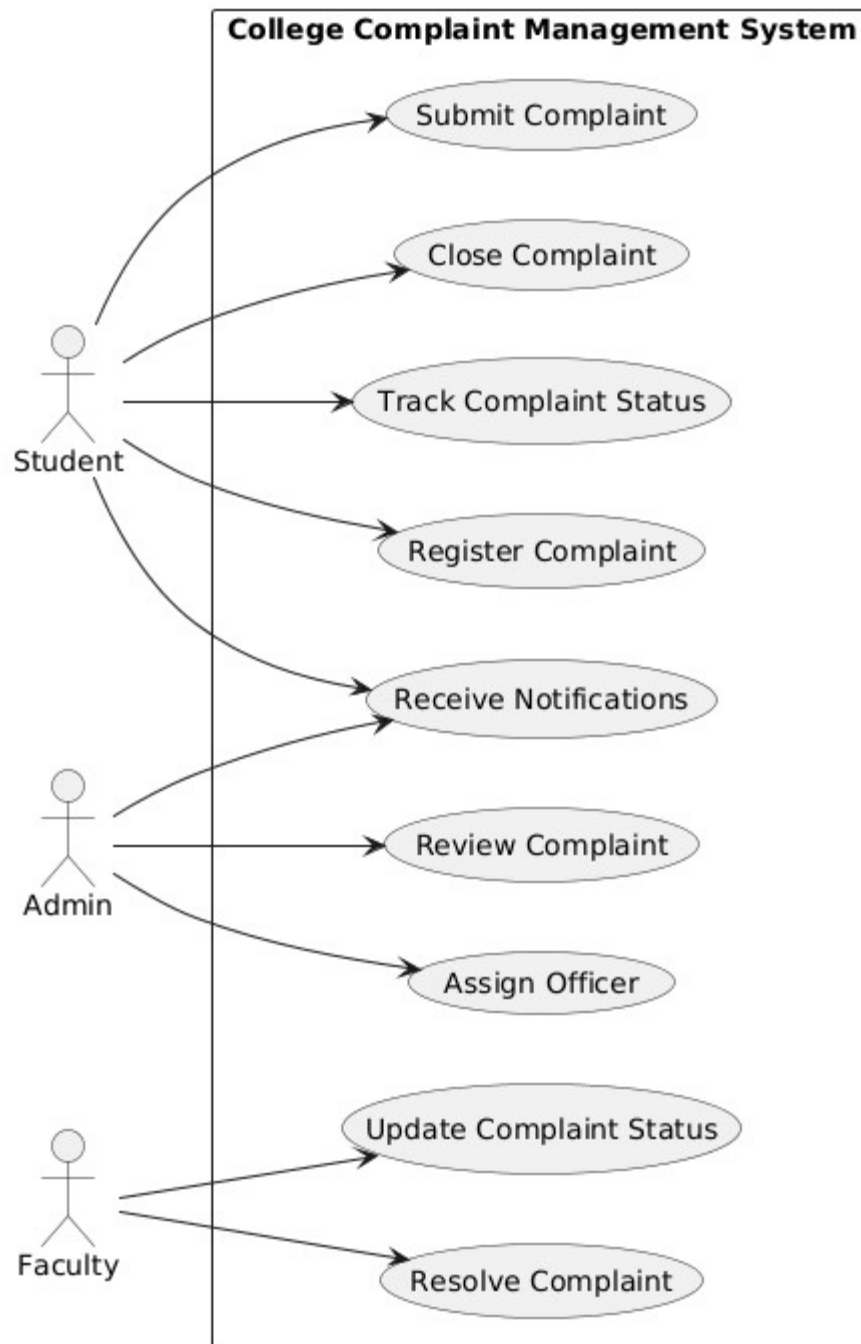 College Complaint Management System
Submit Complaint
Close Complaint
Track Complaint Status
Student
Register Complaint
Receive Notifications
Review Complaint
Admin
Assign Officer
Update Complaint Status
Faculty
Resolve Complaint